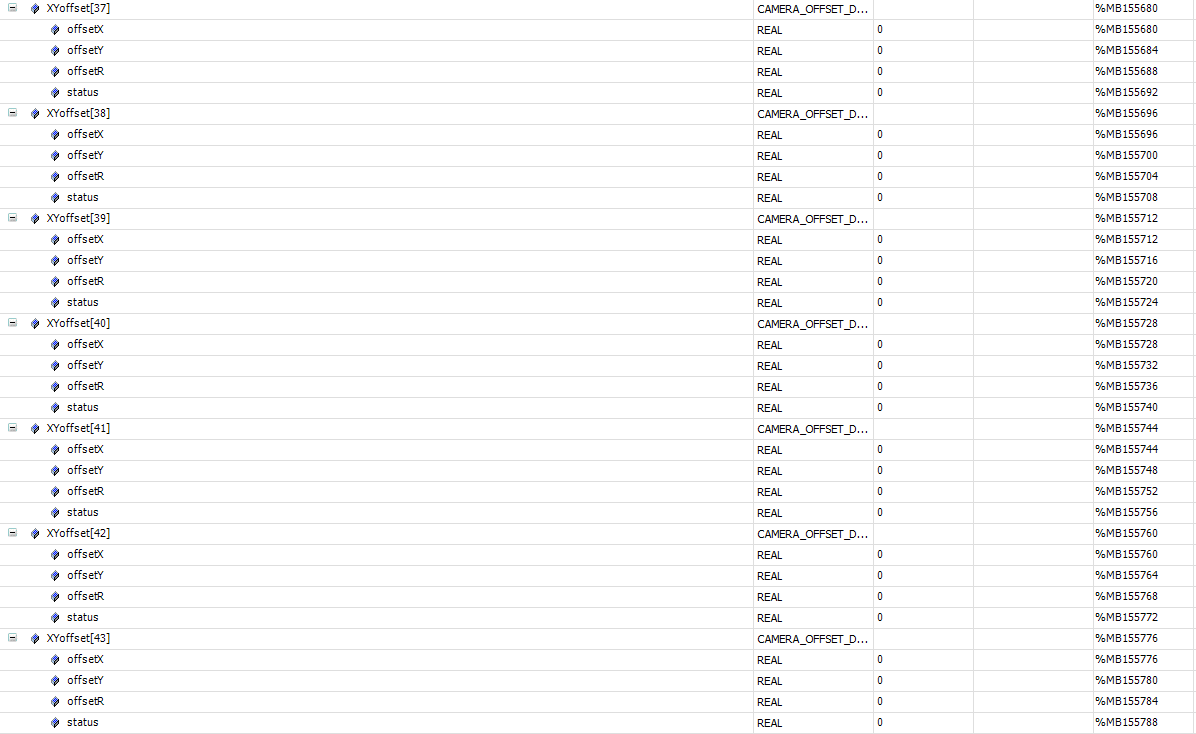 XYoffset[37] CAMERA_OFFSET_D... %MB155680
offsetX REAL 0 %MB155680
offsetY REAL 0 %MB155684
offsetR REAL 0 %MB155688
status REAL 0 %MB155692
XYoffset[38] CAMERA_OFFSET_D... %MB155696
offsetX REAL 0 %MB155696
offsetY REAL 0 %MB155700
offsetR REAL 0 %MB155704
status REAL 0 %MB155708
XYoffset[39] CAMERA_OFFSET_D... %MB155712
offsetX REAL 0 %MB155712
offsetY REAL 0 %MB155716
offsetR REAL 0 %MB155720
status REAL 0 %MB155724
XYoffset[40] CAMERA_OFFSET_D... %MB155728
offsetX REAL 0 %MB155728
offsetY REAL 0 %MB155732
offsetR REAL 0 %MB155736
status REAL 0 %MB155740
XYoffset[41] CAMERA_OFFSET_D... %MB155744
offsetX REAL 0 %MB155744
offsetY REAL 0 %MB155748
offsetR REAL 0 %MB155752
status REAL 0 %MB155756
XYoffset[42] CAMERA_OFFSET_D... %MB155760
offsetX REAL 0 %MB155760
offsetY REAL 0 %MB155764
offsetR REAL 0 %MB155768
status REAL 0 %MB155772
XYoffset[43] CAMERA_OFFSET_D... %MB155776
offsetX REAL 0 %MB155776
offsetY REAL 0 %MB155780
offsetR REAL 0 %MB155784
status REAL 0 %MB155788